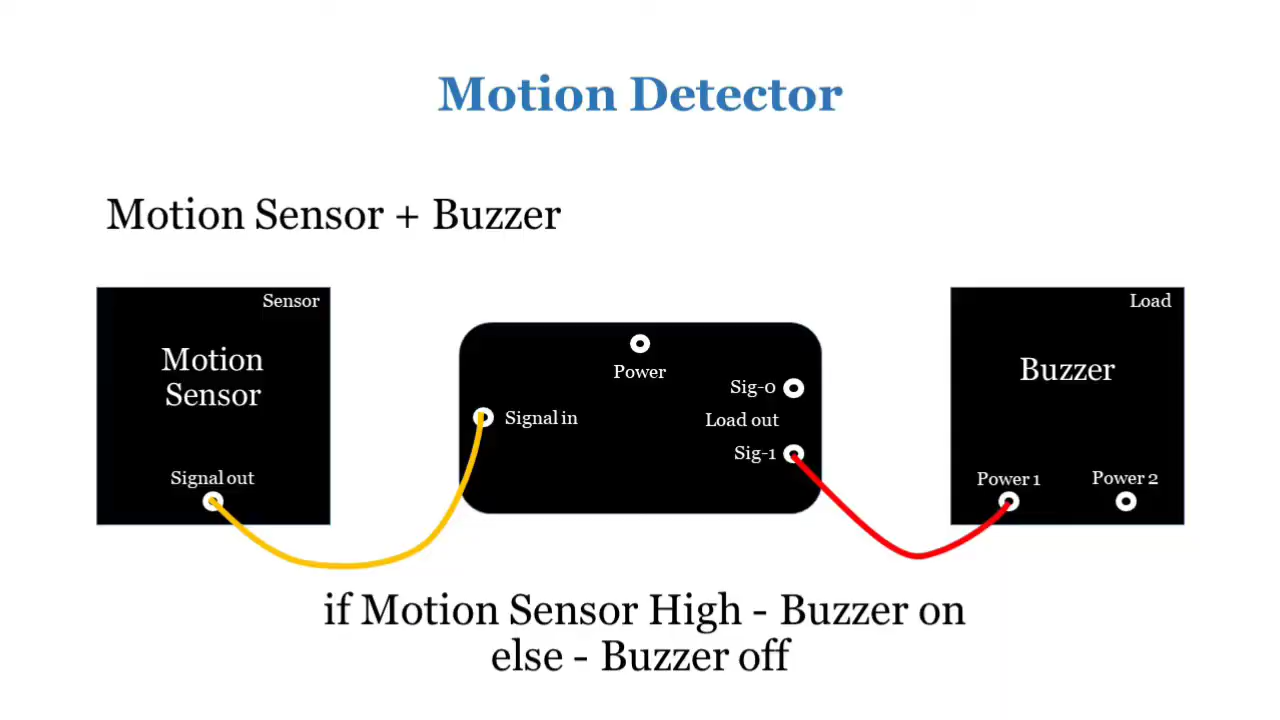 Motion Detector
Motion Sensor + Buzzer
Sensor
Motion
Sensor
Signal out
Power
Signal in
Sig-0
Load out
Sig-1
Load
Buzzer
Power 1
Power 2
if Motion Sensor High - Buzzer on
else - Buzzer off